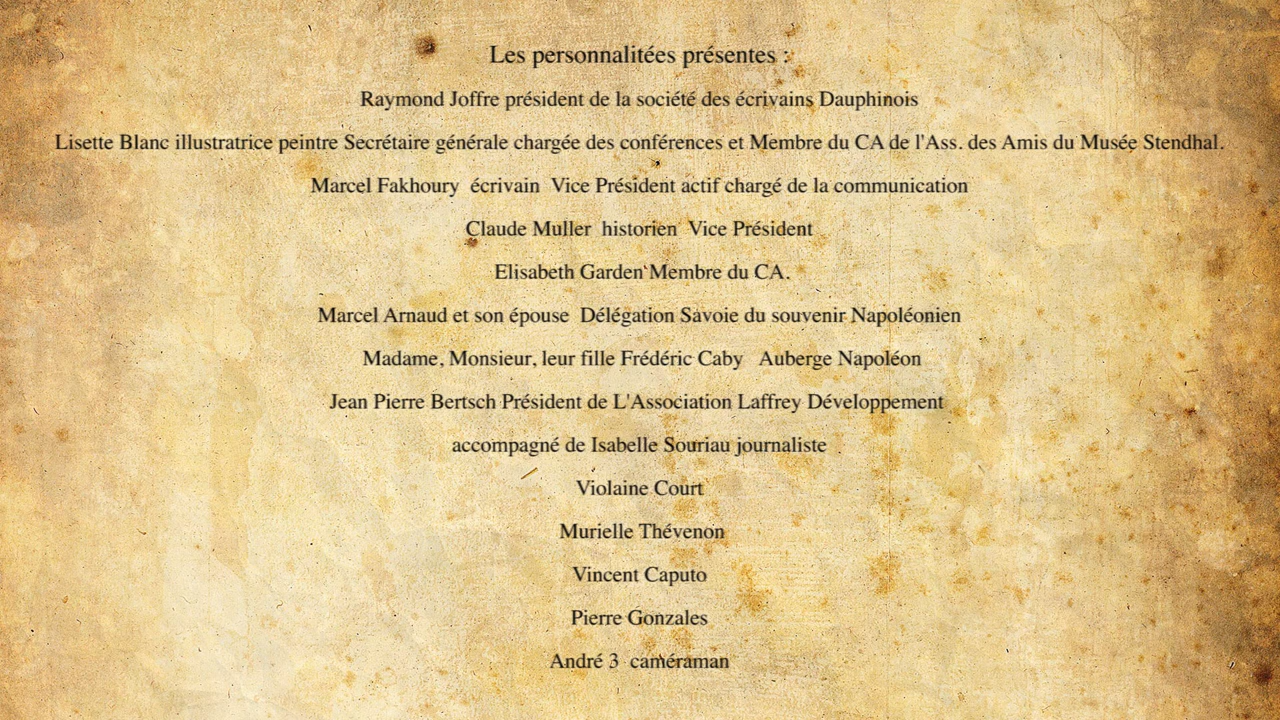 Les personnalitées présentes :
Raymond Joffre président de la société des écrivains Dauphinois
Lisette Blanc illustratrice peintre Secrétaire générale chargée des conférences et Membre du CA de l'Ass. des Amis du Musée Stendhal.
Marcel Fakhoury écrivain Vice Président actif chargé de la communication
Claude Muller historien Vice Président
Elisabeth Garden Membre du CA.
Marcel Arnaud et son épouse Délégation Savoie du souvenir Napoléonien
Madame, Monsieur, leur fille Frédéric Caby Auberge Napoléon
Jean Pierre Bertsch Président de L'Association Laffrey Développement
accompagné de Isabelle Souriau journaliste
Violaine Court
Murielle Thévenon
Vincent Caputo
Pierre Gonzales
André 3 caméraman